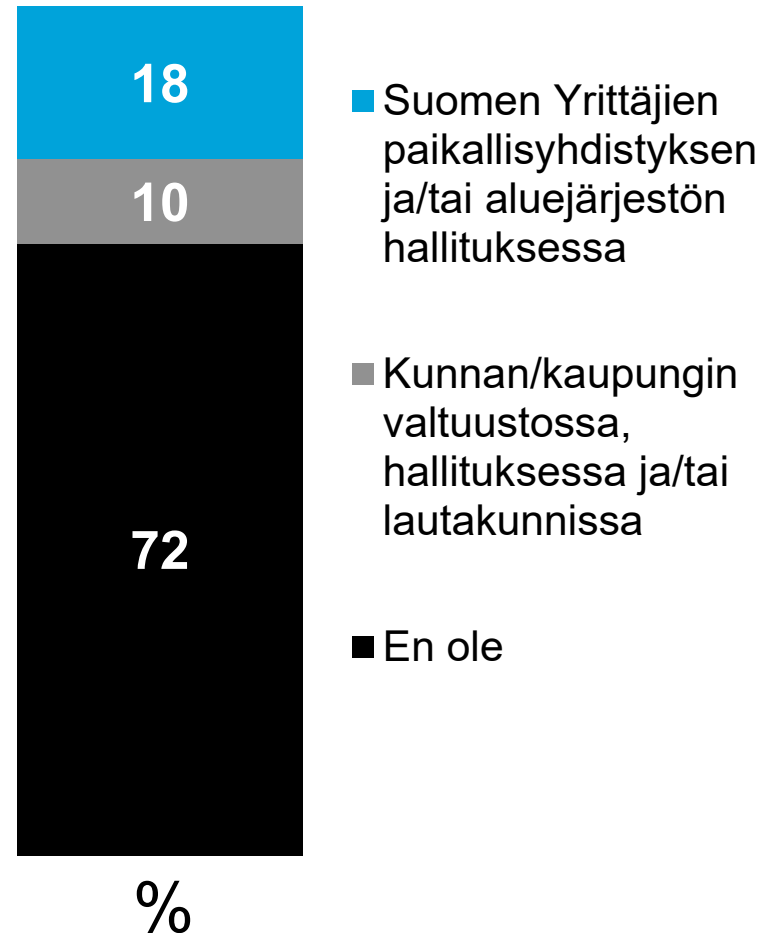 18
10
72
%
Suomen Yrittäjien
paikallisyhdistyksen
ja/tai aluejärjestön
hallituksessa
Kunnan/kaupungin
valtuustossa,
hallituksessa ja/tai
lautakunnissa
En ole